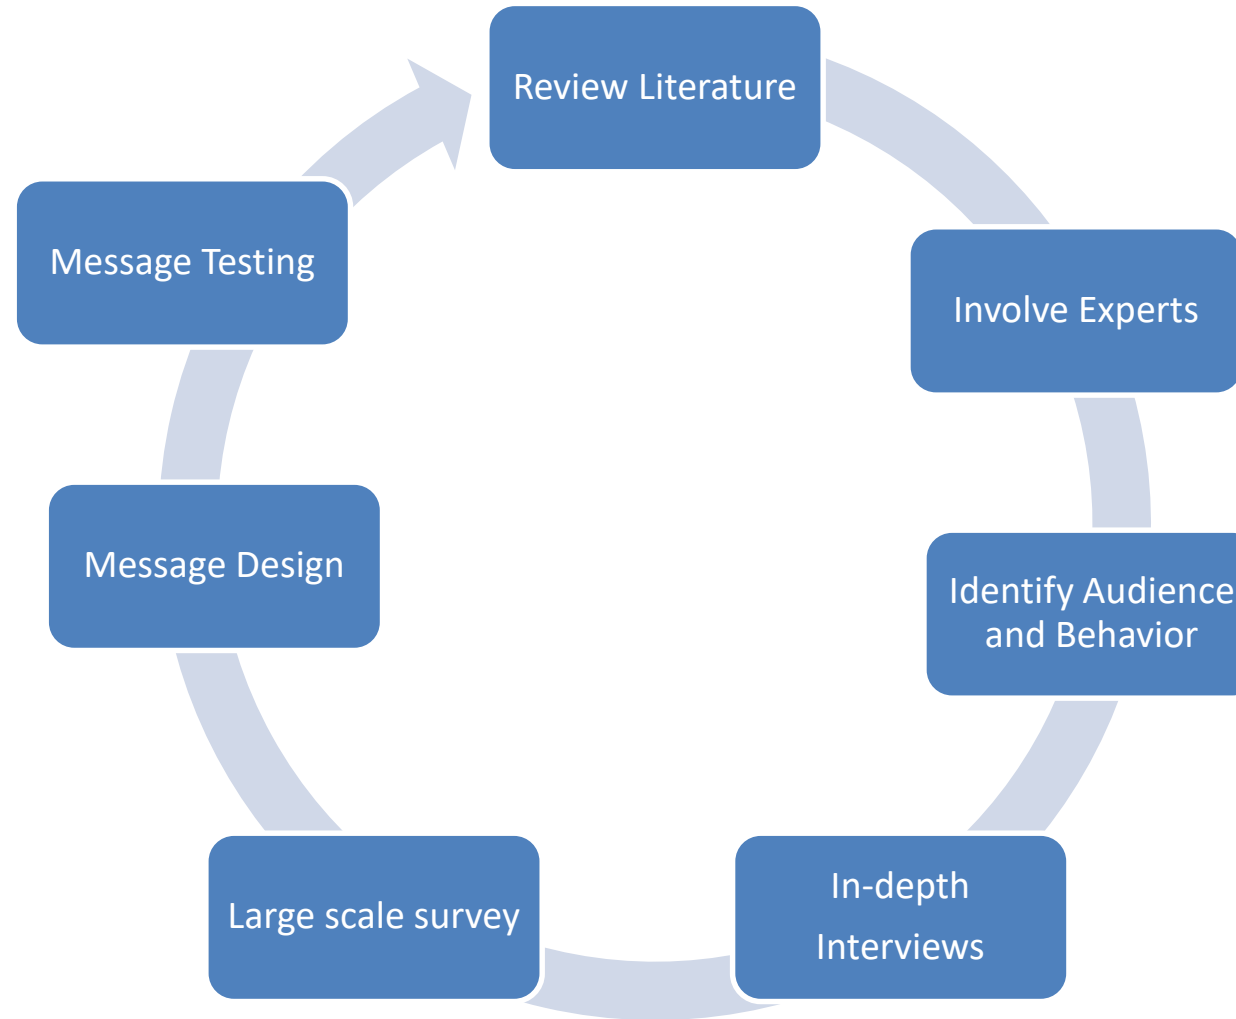 Review Literature
Involve Experts
Identify Audience
and Behavior
In-depth
Interviews
Large scale survey
Message Design
Message Testing